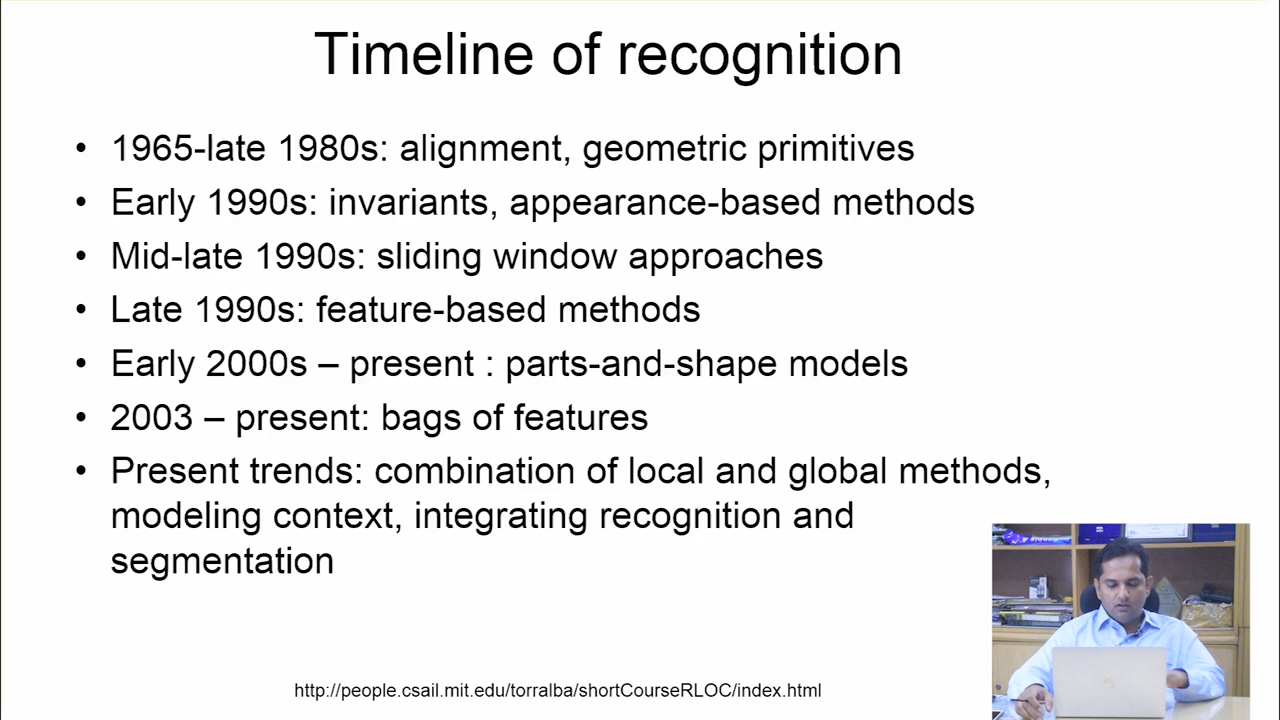 Timeline of recognition
• 1965-late 1980s: alignment, geometric primitives
• Early 1990s: invariants, appearance-based methods
• Mid-late 1990s: sliding window approaches
• Late 1990s: feature-based methods
• Early 2000s – present : parts-and-shape models
• 2003 – present: bags of features
• Present trends: combination of local and global methods,
modeling context, integrating recognition and
segmentation
http://people.csail.mit.edu/torralba/shortCourseRLOC/index.html